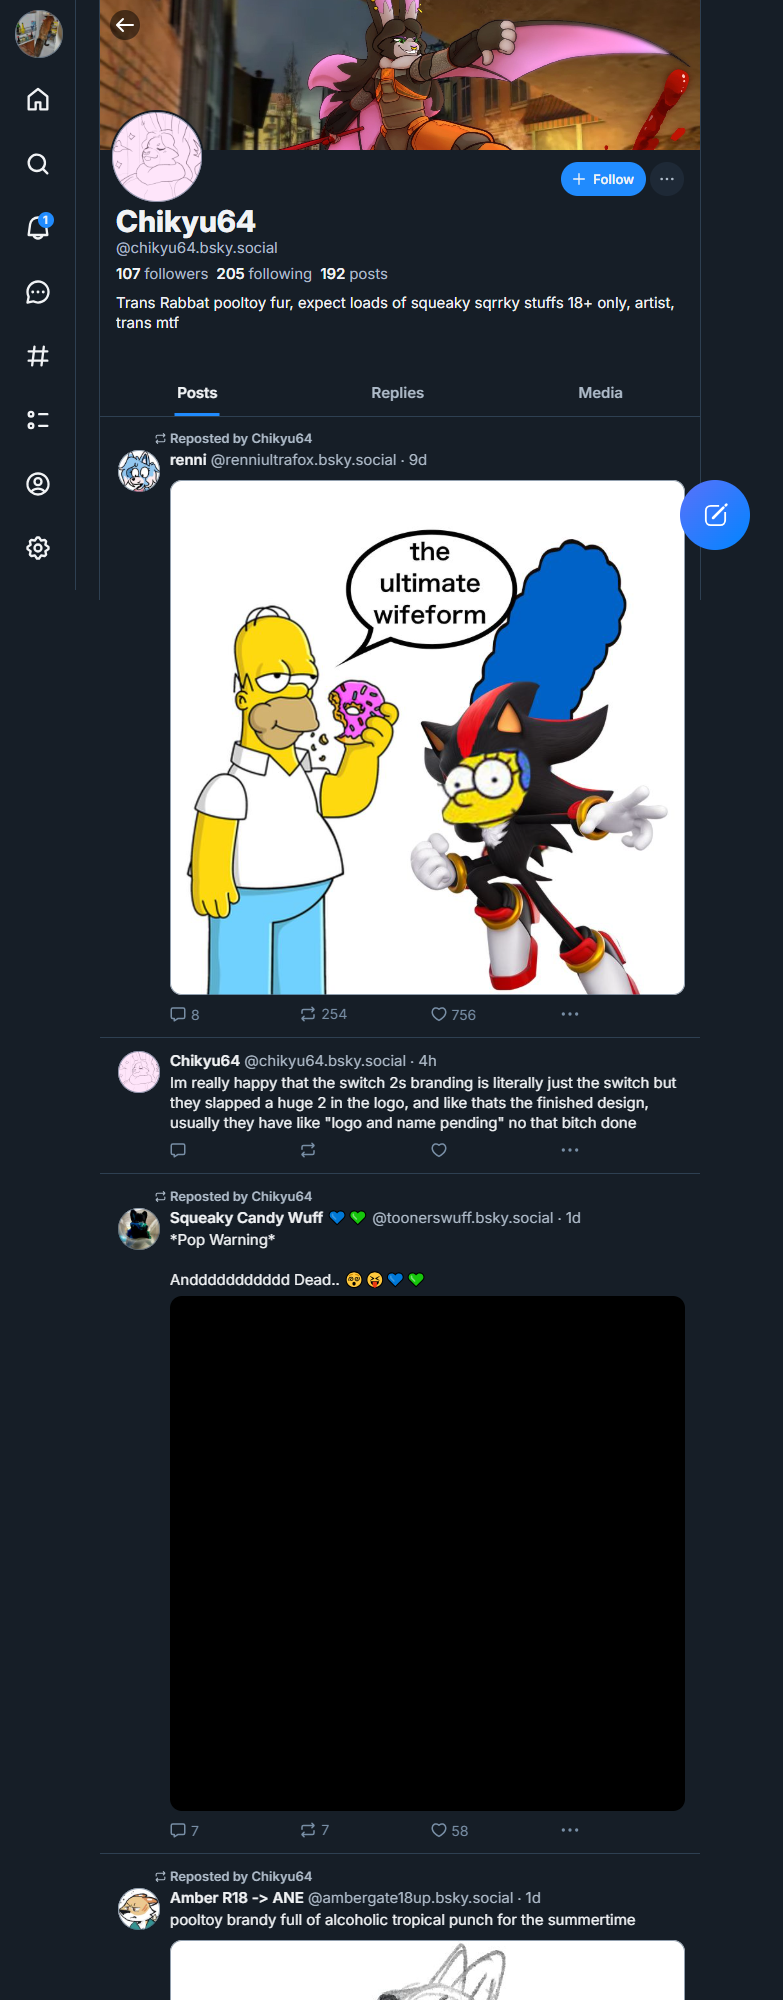 1
+ Follow
Chikyu64
@chikyu64.bsky.social
107 followers 205 following 192 posts
Trans Rabbat pooltoy fur, expect loads of squeaky sqrrky stuffs 18+ only, artist,
trans mtf
Posts Replies Media
Reposted by Chikyu64
renni @renniultrafox.bsky.social · 9d
the
ultimate
wifeform
8 254 756
Chikyu64 @chikyu64.bsky.social · 4h
Im really happy that the switch 2s branding is literally just the switch but
they slapped a huge 2 in the logo, and like thats the finished design,
usually they have like "logo and name pending" no that bitch done
Reposted by Chikyu64
Squeaky Candy Wuff 💙 💚 @toonerswuff.bsky.social · 1d
*Pop Warning*
Anddddddddddd Dead.. 😵 😝 💙 💚
7 7 58
Reposted by Chikyu64
Amber R18 -> ANE @ambergate18up.bsky.social · 1d
pooltoy brandy full of alcoholic tropical punch for the summertime